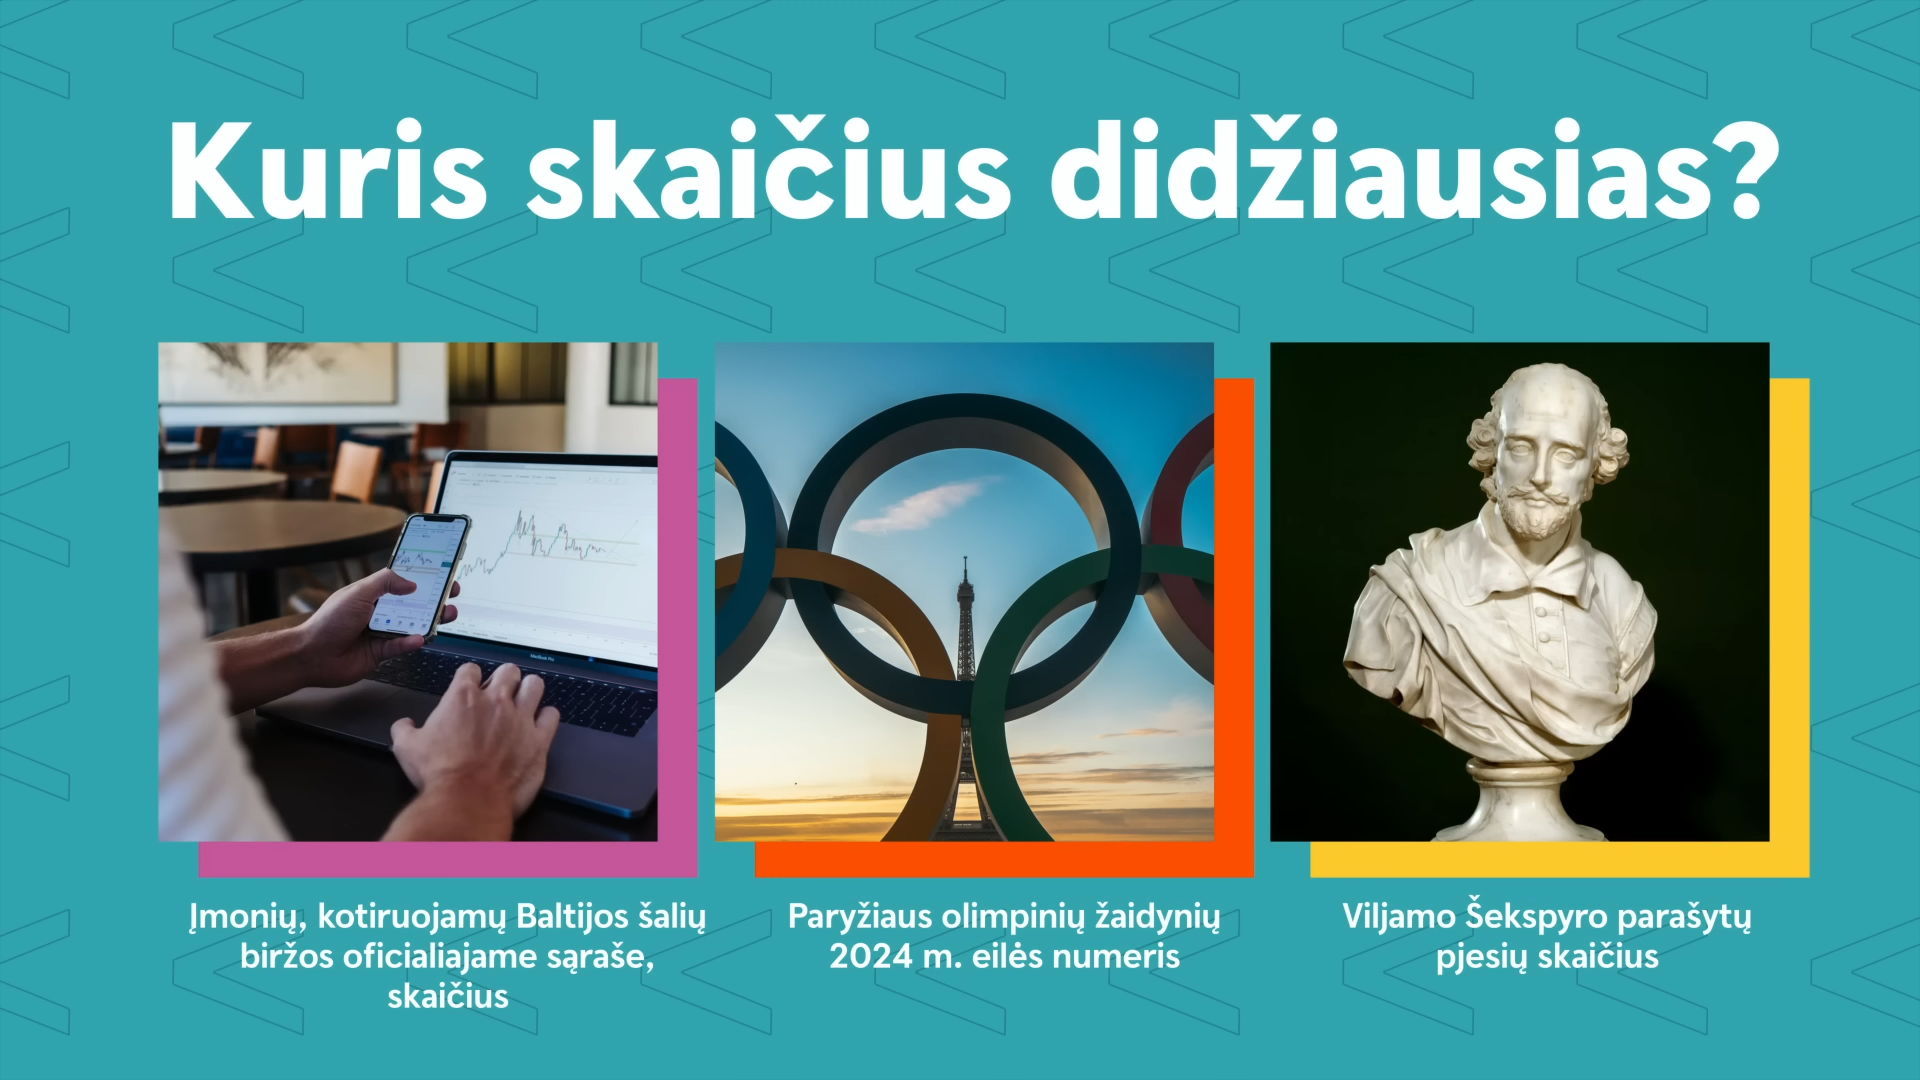 Kuris skaičius didžiausias?
Įmonių, kotiruojamų Baltijos šalių
biržos oficialiajame sąraše,
skaičius
Paryžiaus olimpinių žaidynių
2024 m. eilės numeris
Viljamo Šekspyro parašytų
pjesių skaičius